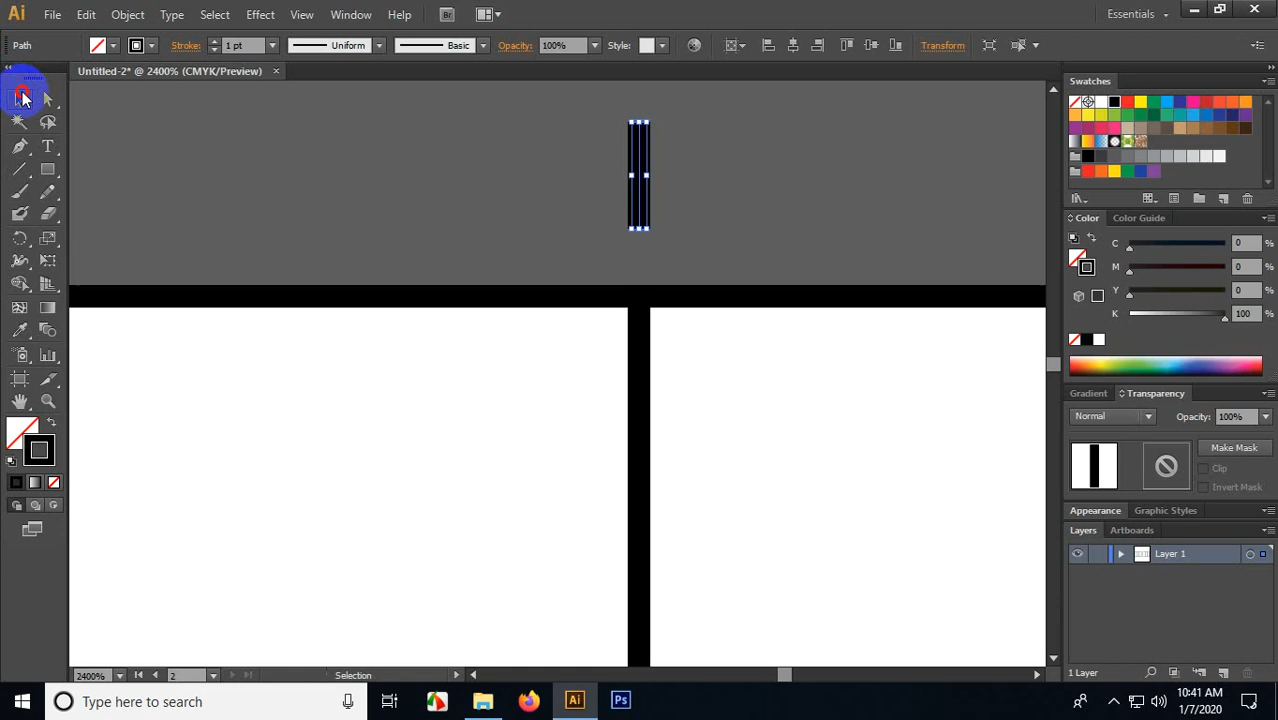 Ai File Edit Object Type Select Effect View Window Help Br Essentials
Path Stroke: 1 pt Uniform Basic Opacity: 100% Style: Transform
Untitled-2* @ 2400% (CMYK/Preview)
Swatches
Color Color Guide
C 0 %
M 0 %
Y 0 %
K 100 %
Gradient Transparency
Normal Opacity: 100%
Make Mask
Clip
Invert Mask
Appearance Graphic Styles
Layers Artboards
Layer 1
1 Layer
2400% 2 Selection
Type here to search Ai Ps 10:41 AM
1/7/2020